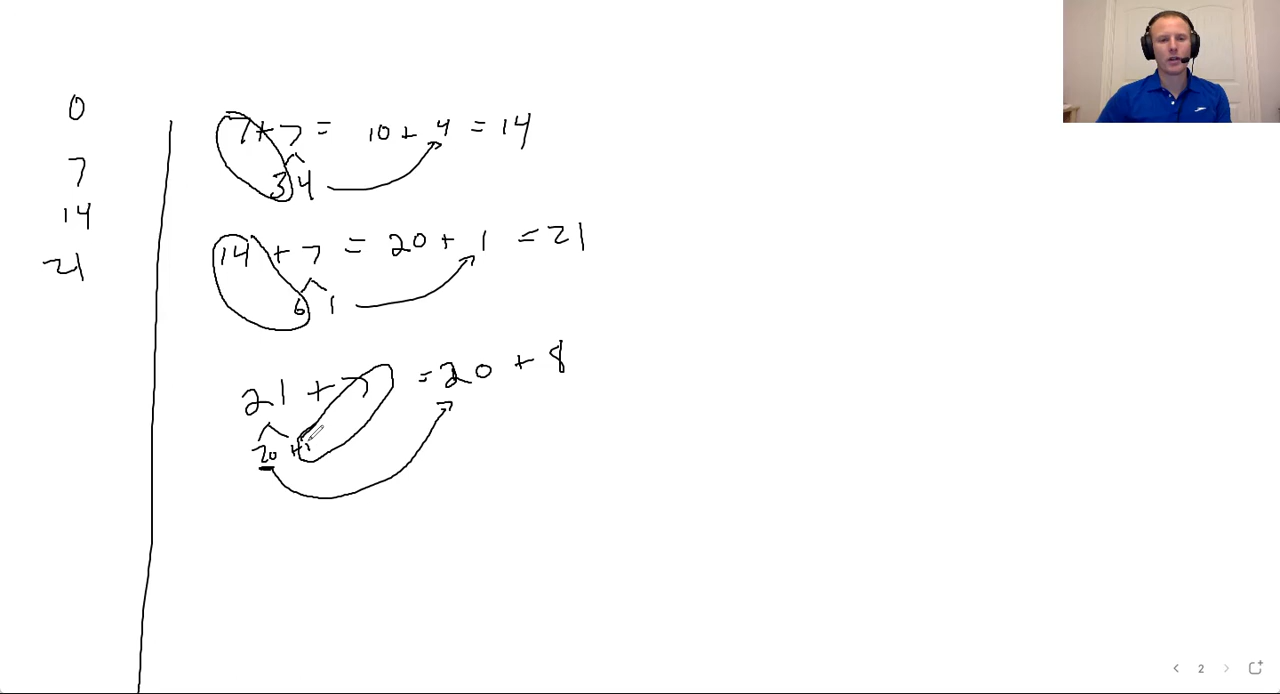 0
7
14
21
7 + 7 = 10 + 4 = 14
3 4
14 + 7 = 20 + 1 = 21
6 1
21 + 7 = 20 + 8
20 + 1
2